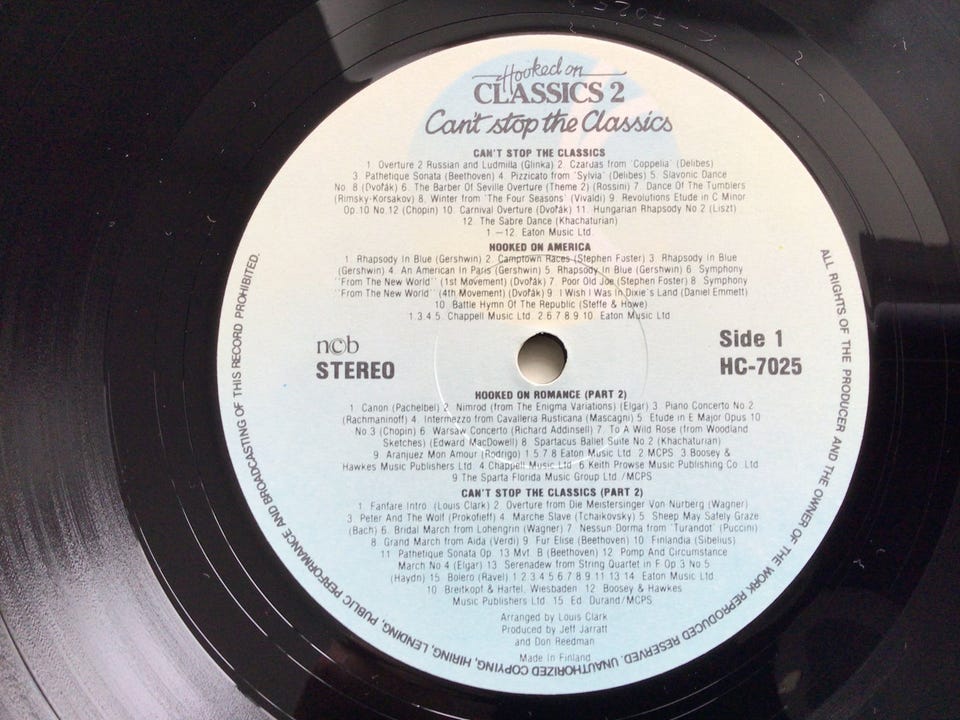 Hooked on
CLASSICS 2
Can't stop the Classics
CAN'T STOP THE CLASSICS
1. Overture 2 Russian and Ludmilla (Glinka) 2. Czardas from 'Coppelia' (Delibes)
3. Pathetique Sonata (Beethoven) 4. Pizzicato from 'Sylvia' (Delibes) 5. Slavonic Dance
No. 8 (Dvořák) 6. The Barber Of Seville Overture (Theme 2) (Rossini) 7. Dance Of The Tumblers
(Rimsky-Korsakov) 8. Winter from 'The Four Seasons' (Vivaldi) 9. Revolutions Etude in C Minor
Op.10 No.12 (Chopin) 10. Carnival Overture (Dvořák) 11. Hungarian Rhapsody No.2 (Liszt)
12. The Sabre Dance (Khachaturian)
1.–12. Eaton Music Ltd.
HOOKED ON AMERICA
1. Rhapsody In Blue (Gershwin) 2. Camptown Races (Stephen Foster) 3. Rhapsody In Blue
(Gershwin) 4. An American In Paris (Gershwin) 5. Rhapsody In Blue (Gershwin) 6. Symphony
'From The New World' (1st Movement) (Dvořák) 7. Poor Old Joe (Stephen Foster) 8. Symphony
'From The New World' (4th Movement) (Dvořák) 9. I Wish I Was In Dixie's Land (Daniel Emmett)
10. Battle Hymn Of The Republic (Steffe & Howe)
1.3.4.5. Chappell Music Ltd. 2.6.7.8.9.10. Eaton Music Ltd
ncb
STEREO
Side 1
HC-7025
HOOKED ON ROMANCE (PART 2)
1. Canon (Pachelbel) 2. Nimrod (from The Enigma Variations) (Elgar) 3. Piano Concerto No.2
(Rachmaninoff) 4. Intermezzo from Cavalleria Rusticana (Mascagni) 5. Etude in E Major Opus 10
No.3 (Chopin) 6. Warsaw Concerto (Richard Addinsell) 7. To A Wild Rose (from Woodland
Sketches) (Edward MacDowell) 8. Spartacus Ballet Suite No.2 (Khachaturian)
9. Aranjuez Mon Amour (Rodrigo) 1.5.7.8. Eaton Music Ltd. 2. MCPS. 3. Boosey &
Hawkes Music Publishers Ltd. 4. Chappell Music Ltd. 6. Keith Prowse Music Publishing Co. Ltd
9. The Sparta Florida Music Group Ltd./MCPS
CAN'T STOP THE CLASSICS (PART 2)
1. Fanfare Intro. (Louis Clark) 2. Overture from Die Meistersinger Von Nurberg (Wagner)
3. Peter And The Wolf (Prokofieff) 4. Marche Slave (Tchaikovsky) 5. Sheep May Safely Graze
(Bach) 6. Bridal March from Lohengrin (Wagner) 7. Nessun Dorma from 'Turandot' (Puccini)
8. Grand March from Aida (Verdi) 9. Fur Elise (Beethoven) 10. Finlandia (Sibelius)
11. Pathetique Sonata Op. 13 Mvt. B (Beethoven) 12. Pomp And Circumstance
March No.4 (Elgar) 13. Serenadew from String Quartet in F Op.3 No.5
(Haydn) 15. Bolero (Ravel) 1.2.3.4.5.6.7.8.9.11.13.14. Eaton Music Ltd.
10. Breitkopf & Hartel, Wiesbaden. 12. Boosey & Hawkes
Music Publishers Ltd. 15. Ed. Durand/MCPS
Arranged by Louis Clark
Produced by Jeff Jarratt
and Don Reedman
Made in Finland
ALL RIGHTS OF THE PRODUCER AND THE OWNER OF THE WORK REPRODUCED RESERVED. UNAUTHORIZED COPYING, HIRING, LENDING, PUBLIC PERFORMANCE AND BROADCASTING OF THIS RECORD PROHIBITED.